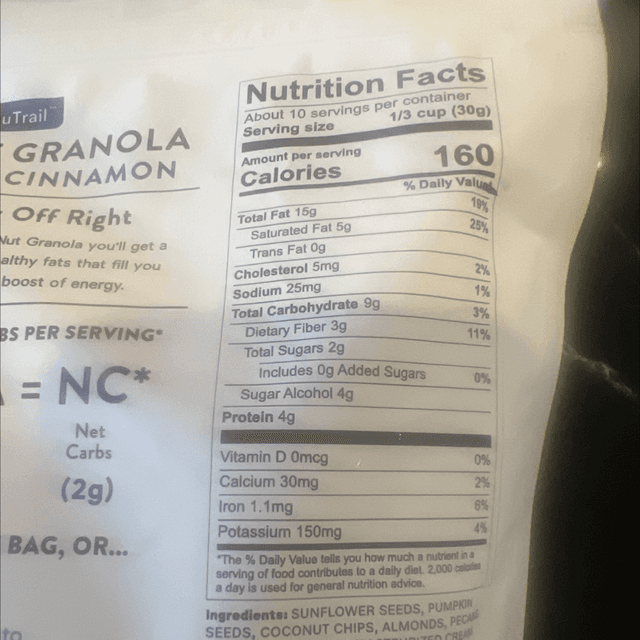 uTrail™
GRANOLA
CINNAMON
Off Right
Nut Granola you'll get a
althy fats that fill you
boost of energy.
BS PER SERVING*
= NC*
Net
Carbs
(2g)
BAG, OR...
to
Nutrition Facts
About 10 servings per container
Serving size 1/3 cup (30g)
Amount per serving
Calories 160
% Daily Value
Total Fat 15g 19%
Saturated Fat 5g 25%
Trans Fat 0g
Cholesterol 5mg 2%
Sodium 25mg 1%
Total Carbohydrate 9g 3%
Dietary Fiber 3g 11%
Total Sugars 2g
Includes 0g Added Sugars 0%
Sugar Alcohol 4g
Protein 4g
Vitamin D 0mcg 0%
Calcium 30mg 2%
Iron 1.1mg 6%
Potassium 150mg 4%
*The % Daily Value tells you how much a nutrient in a
serving of food contributes to a daily diet. 2,000 calories
a day is used for general nutrition advice.
Ingredients: SUNFLOWER SEEDS, PUMPKIN
SEEDS, COCONUT CHIPS, ALMONDS, PECANS